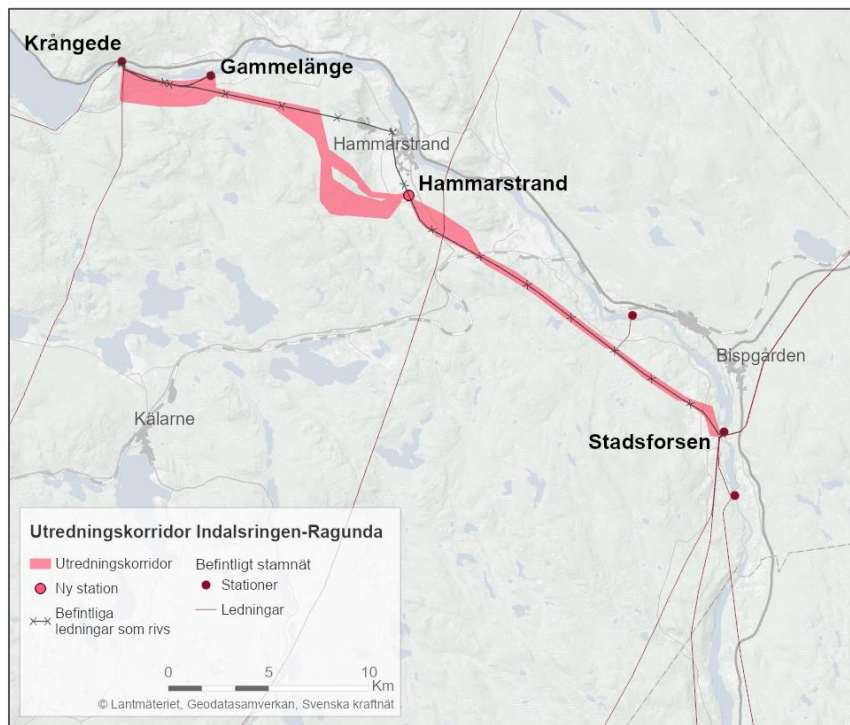 Krångede
Gammelänge
Hammarstrand
Hammarstrand
Bispgården
Kälarne
Stadsforsen
Utredningskorridor Indalsringen-Ragunda
Utredningskorridor
Ny station
Befintliga
ledningar som rivs
Befintligt stamnät
Stationer
Ledningar
0 5 10
Km
© Lantmäteriet, Geodatasamverkan, Svenska kraftnät